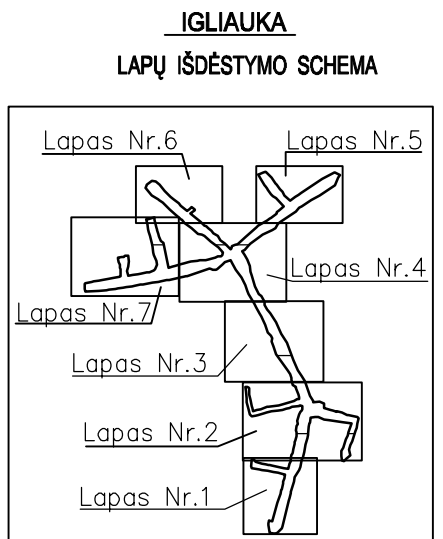 IGLIAUKA
LAPŲ IŠDĖSTYMO SCHEMA
Lapas Nr.6
Lapas Nr.5
Lapas Nr.4
Lapas Nr.7
Lapas Nr.3
Lapas Nr.2
Lapas Nr.1